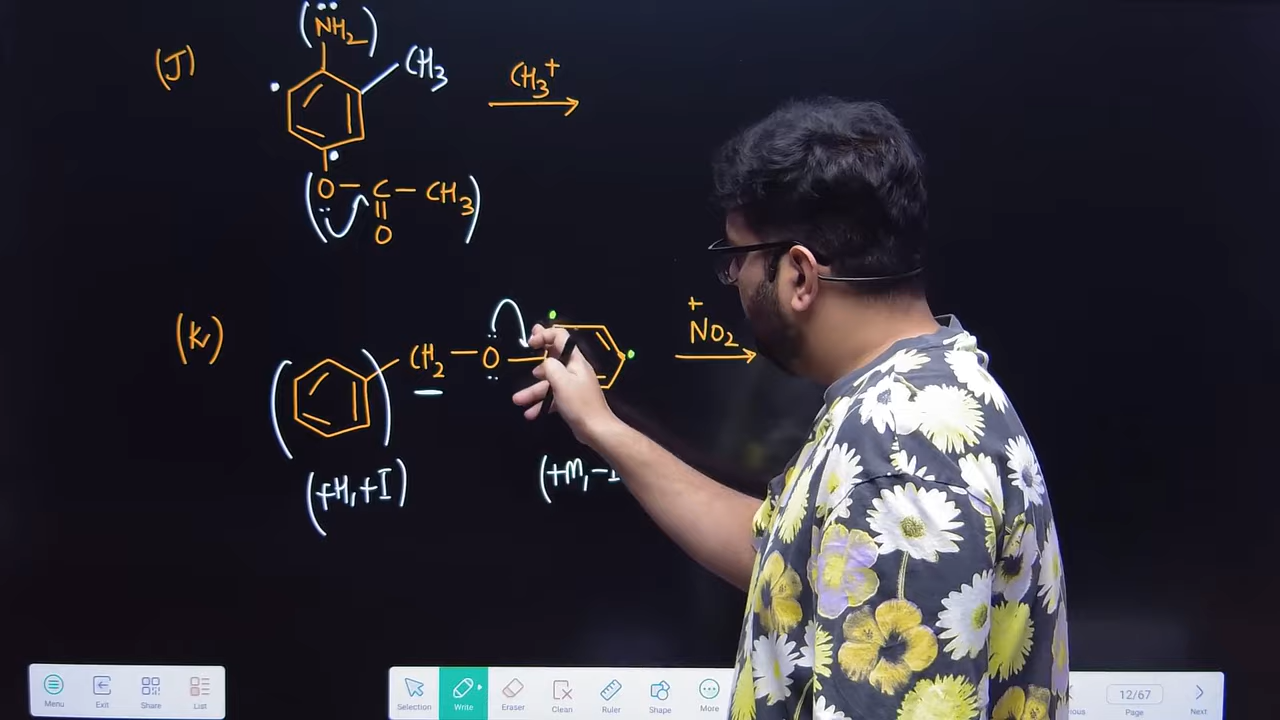 (J)
NH2
CH3
CH3+
O – C – CH3
O
(K)
CH2 – O
+
NO2
(+H, +I)
(+M, –I
Menu
Exit
Share
List
Selection
Write
Eraser
Clean
Ruler
Shape
More
12/67
Page
Next